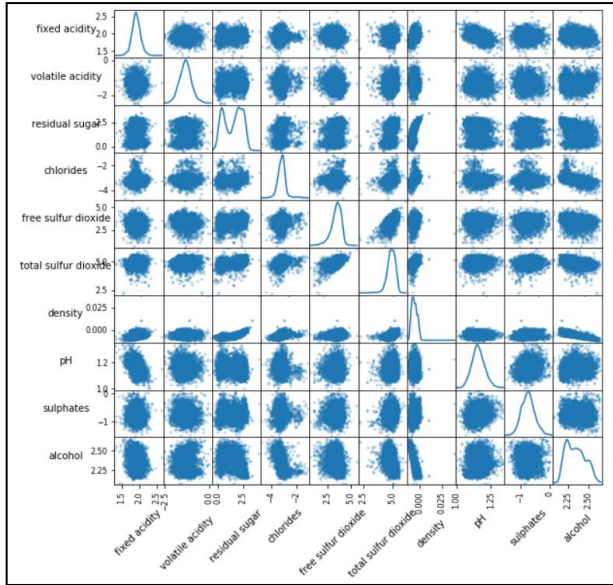 fixed acidity
2.5
2.0
1.5
volatile acidity
0
−2
residual sugar
2.5
0.0
chlorides
−2
−4
free sulfur dioxide
5.0
2.5
total sulfur dioxide
5.0
2.5
density
0.025
0.000
pH
1.2
1.0
sulphates
0
−1
alcohol
2.50
2.25
1.5 2.0 2.5 −2 0.0 2.5 −4 −2 2.5 5.0 2.5 5.0 0.000 0.025 1.00 1.25 −1 0 2.25 2.50
fixed acidity volatile acidity residual sugar chlorides free sulfur dioxide total sulfur dioxide density pH sulphates alcohol